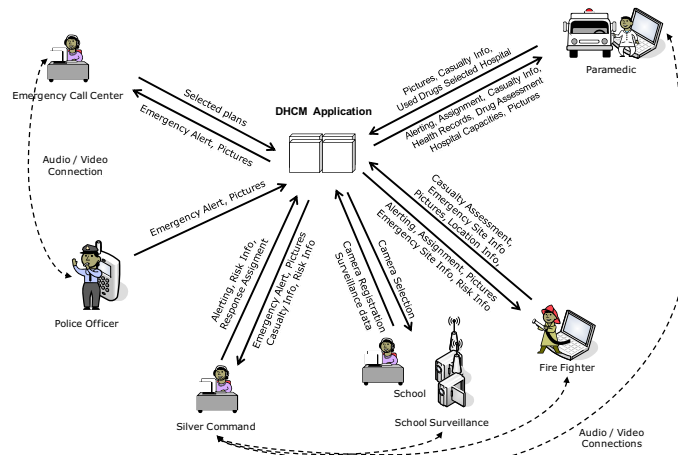 Emergency Call Center
Paramedic
DHCM Application
Pictures, Casualty Info,
Used Drugs Selected Hospital
Alerting, Assignment, Casualty Info,
Health Records, Drug Assessment
Hospital Capacities, Pictures
Selected plans
Emergency Alert, Pictures
Audio / Video
Connection
Emergency Alert, Pictures
Police Officer
Alerting, Risk Info,
Response Assigment
Emergency Alert, Pictures
Casualty Info, Risk Info
Camera Registration
Surveillance data
Camera Selection
Casualty Assessment,
Emergency Site Info
Pictures, Location Info,
Alerting, Assignment, Pictures
Emergency Site Info, Risk Info
Fire Fighter
School
School Surveillance
Silver Command
Audio / Video
Connections